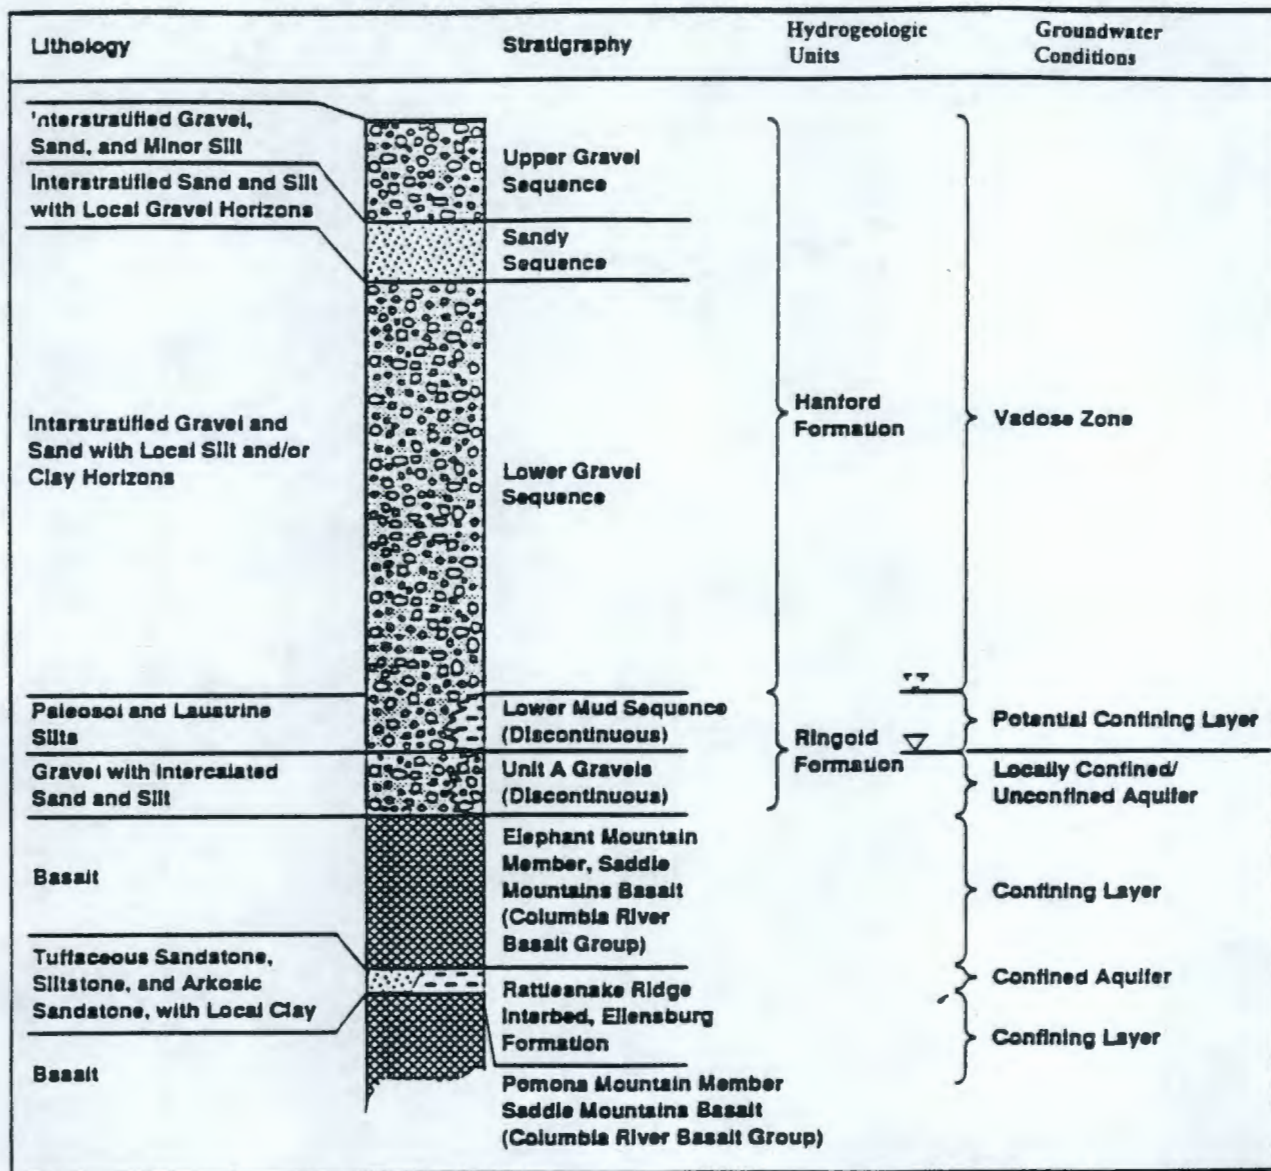 Lithology
Stratigraphy
Hydrogeologic
Units
Groundwater
Conditions
Interstratified Gravel,
Sand, and Minor Silt
Interstratified Sand and Silt
with Local Gravel Horizons
Interstratified Gravel and
Sand with Local Silt and/or
Clay Horizons
Paleosol and Laustrine
Silts
Gravel with Intercalated
Sand and Silt
Basalt
Tuffaceous Sandstone,
Siltstone, and Arkosic
Sandstone, with Local Clay
Basalt
Upper Gravel
Sequence
Sandy
Sequence
Lower Gravel
Sequence
Lower Mud Sequence
(Discontinuous)
Unit A Gravels
(Discontinuous)
Elephant Mountain
Member, Saddle
Mountains Basalt
(Columbia River
Basalt Group)
Rattlesnake Ridge
Interbed, Ellensburg
Formation
Pomona Mountain Member
Saddle Mountains Basalt
(Columbia River Basalt Group)
Hanford
Formation
Ringold
Formation
Vadose Zone
Potential Confining Layer
Locally Confined/
Unconfined Aquifer
Confining Layer
Confined Aquifer
Confining Layer